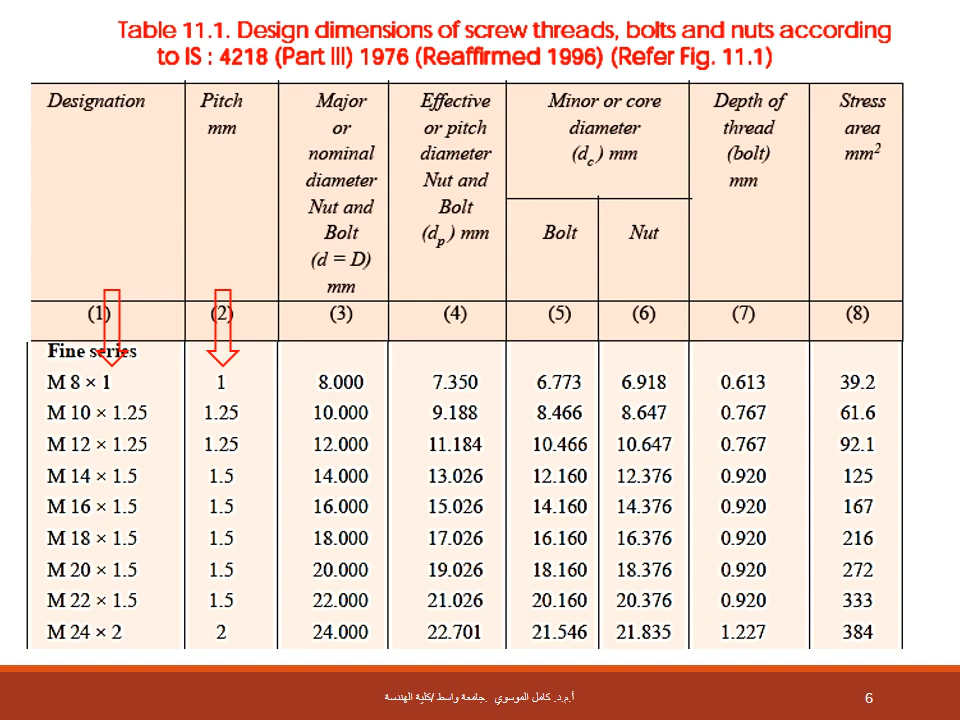 Table 11.1. Design dimensions of screw threads, bolts and nuts according
to IS : 4218 (Part III) 1976 (Reaffirmed 1996) (Refer Fig. 11.1)
Designation Pitch mm Major or nominal diameter Nut and Bolt (d = D) mm Effective or pitch diameter Nut and Bolt (dp) mm Minor or core diameter (dc) mm Depth of thread (bolt) mm Stress area mm²
Bolt Nut
(1) (2) (3) (4) (5) (6) (7) (8)
Fine series
M 8 × 1 1 8.000 7.350 6.773 6.918 0.613 39.2
M 10 × 1.25 1.25 10.000 9.188 8.466 8.647 0.767 61.6
M 12 × 1.25 1.25 12.000 11.184 10.466 10.647 0.767 92.1
M 14 × 1.5 1.5 14.000 13.026 12.160 12.376 0.920 125
M 16 × 1.5 1.5 16.000 15.026 14.160 14.376 0.920 167
M 18 × 1.5 1.5 18.000 17.026 16.160 16.376 0.920 216
M 20 × 1.5 1.5 20.000 19.026 18.160 18.376 0.920 272
M 22 × 1.5 1.5 22.000 21.026 20.160 20.376 0.920 333
M 24 × 2 2 24.000 22.701 21.546 21.835 1.227 384
أ.م.د. كامل الموسوي .جامعة واسط/كلية الهندسة
6